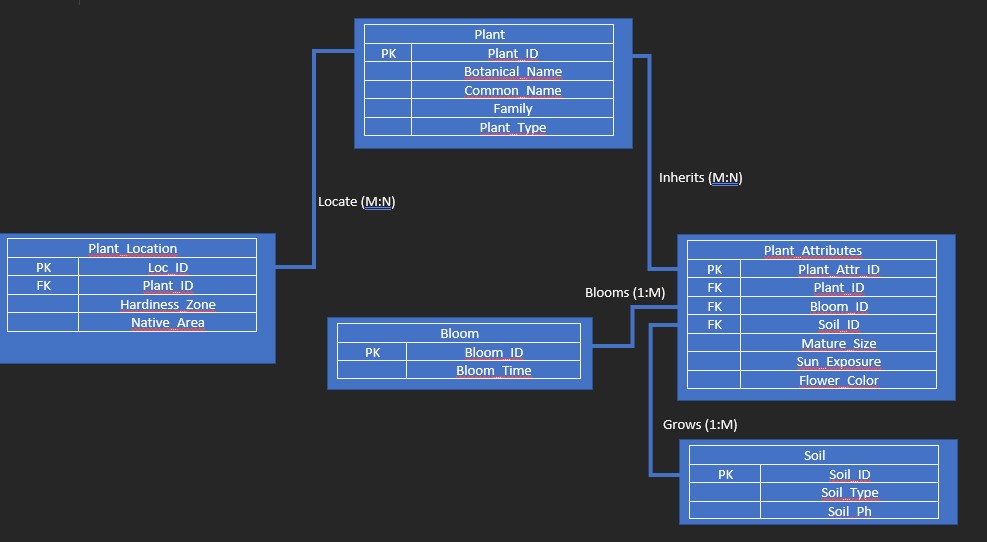 Plant
PK Plant_ID
Botanical_Name
Common_Name
Family
Plant_Type
Inherits (M:N)
Locate (M:N)
Plant_Location
PK Loc_ID
FK Plant_ID
Hardiness_Zone
Native_Area
Plant_Attributes
PK Plant_Attr_ID
FK Plant_ID
FK Bloom_ID
FK Soil_ID
Mature_Size
Sun_Exposure
Flower_Color
Blooms (1:M)
Bloom
PK Bloom_ID
Bloom_Time
Grows (1:M)
Soil
PK Soil_ID
Soil_Type
Soil_Ph